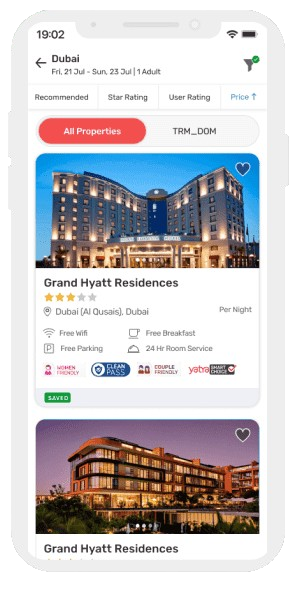 19:02
Dubai
Fri, 21 Jul - Sun, 23 Jul | 1 Adult
Recommended Star Rating User Rating Price ↑
All Properties TRM_DOM
Grand Hyatt Residences
Dubai (Al Qusais), Dubai Per Night
Free Wifi Free Breakfast
Free Parking 24 Hr Room Service
WOMEN FRIENDLY CLEAN PASS COUPLE FRIENDLY yatra SMART CHOICE
SAVED
Grand Hyatt Residences